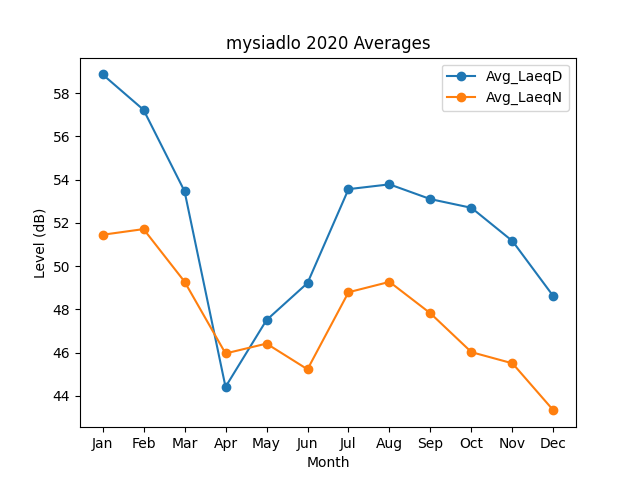 mysiadlo 2020 Averages
Avg_LaeqD
Avg_LaeqN
Level (dB)
58
56
54
52
50
48
46
44
Jan Feb Mar Apr May Jun Jul Aug Sep Oct Nov Dec
Month